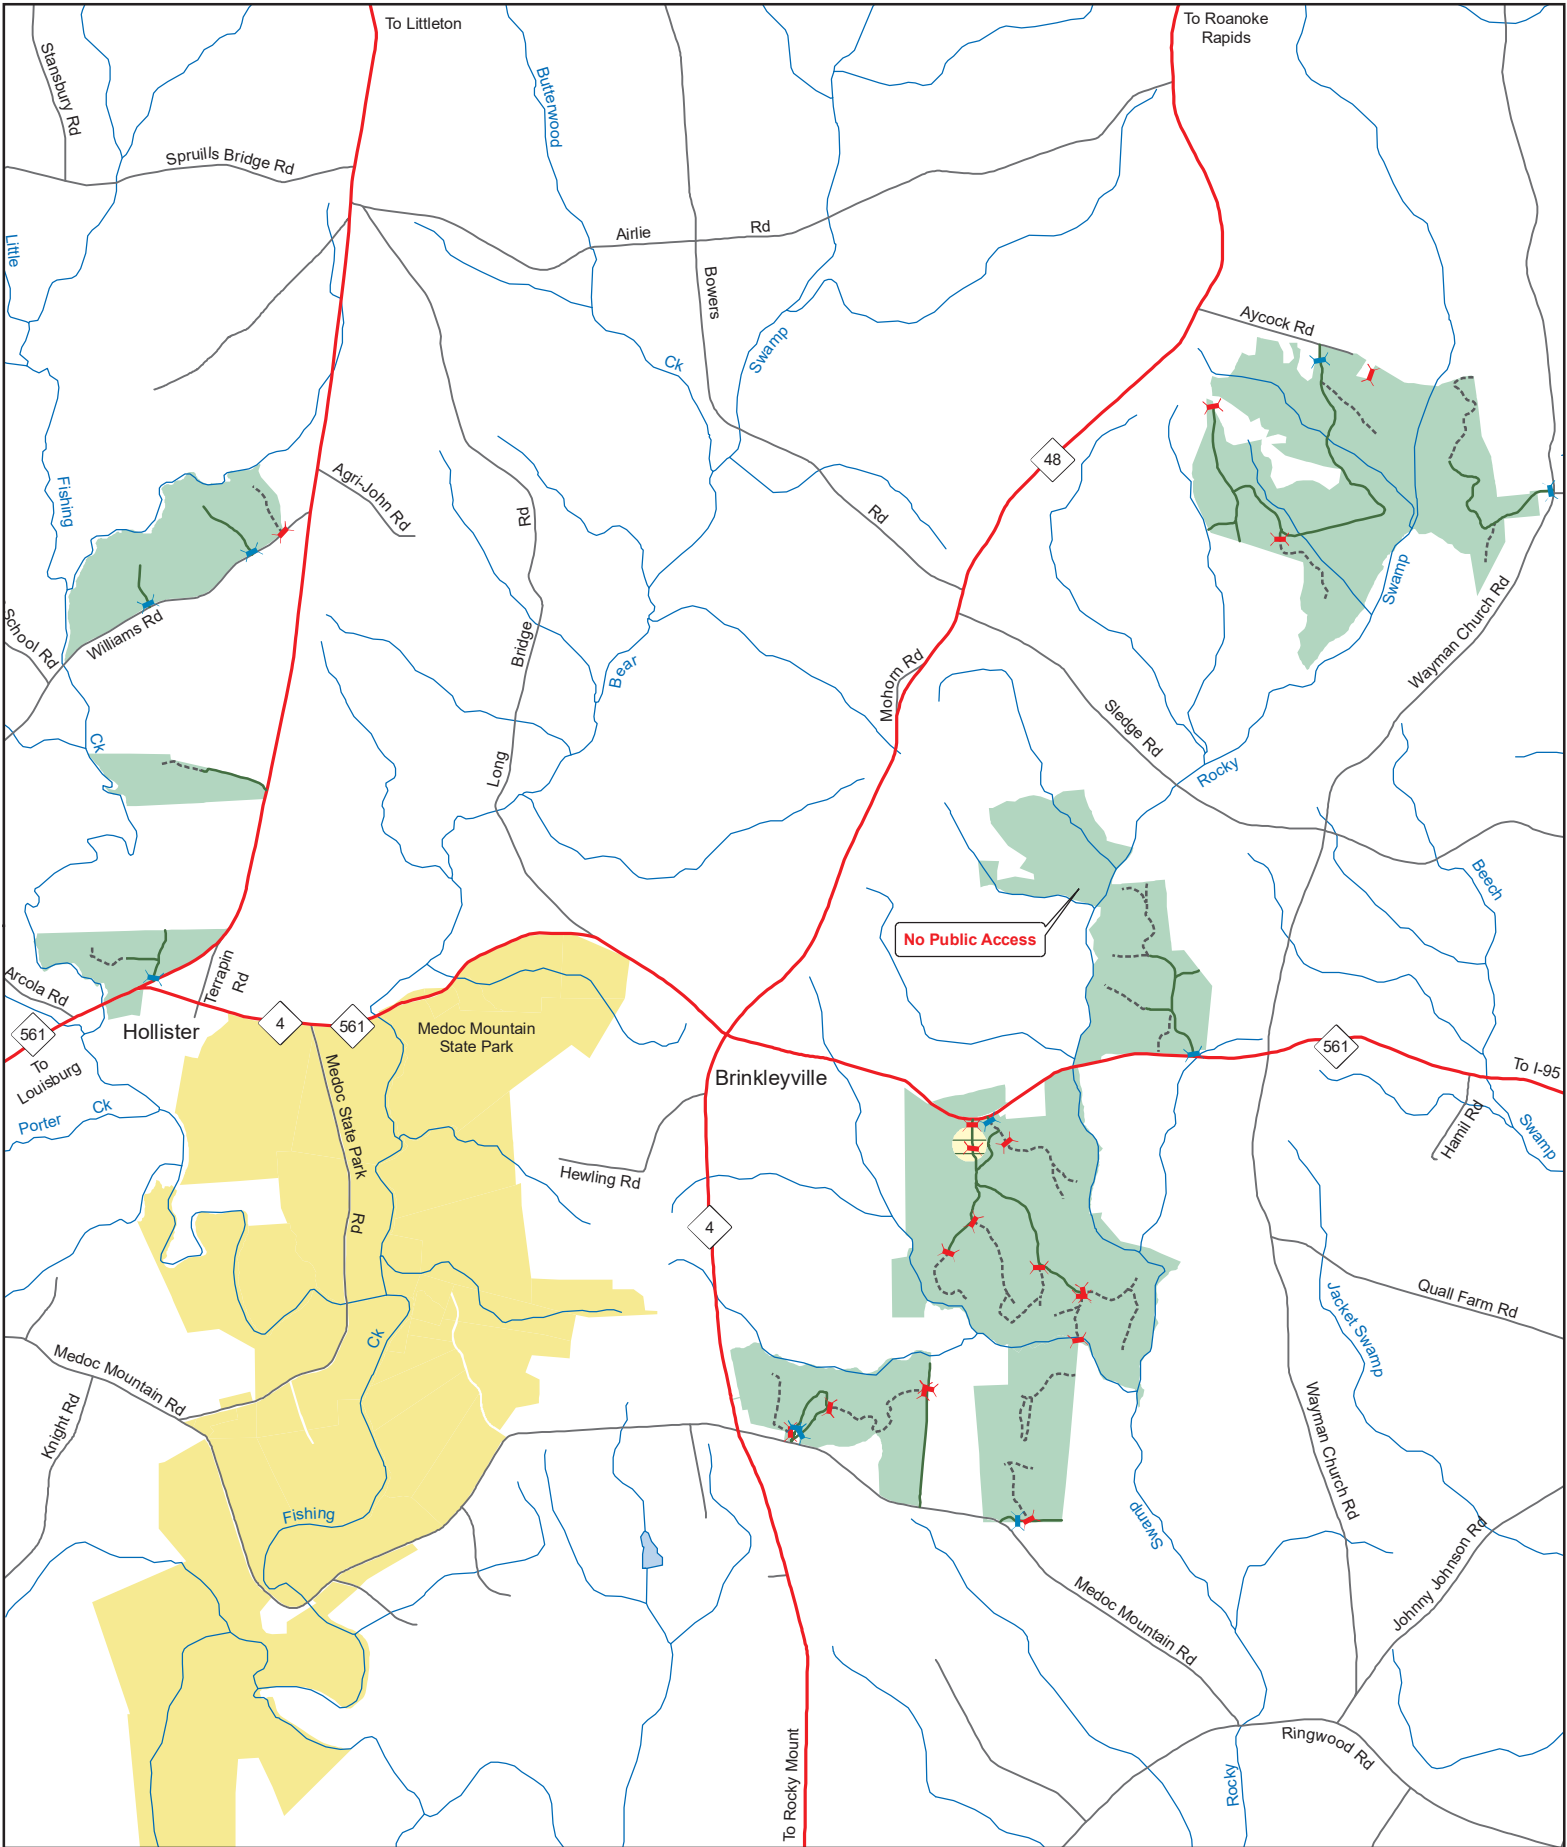 To Littleton
To Roanoke
Rapids
Stansbury Rd
Butterwood
Spruills Bridge Rd
Little
Airlie
Rd
Bowers
Aycock Rd
Swamp
Ck
48
Agri-John Rd
Fishing
Rd
Rd
Swamp
Wayman Church Rd
School Rd
Williams Rd
Bridge
Bear
Mohorn Rd
Sledge Rd
Ck
Long
Rocky
Beech
No Public Access
Arcola Rd
Terrapin
Rd
561
Hollister
4
561
Medoc Mountain
State Park
561
To
Louisburg
To I-95
Brinkleyville
Medoc State Park
Rd
Porter
Ck
Hamil Rd
Swamp
Hewling Rd
4
Quall Farm Rd
Jacket Swamp
Ck
Medoc Mountain Rd
Knight Rd
Wayman Church Rd
Fishing
Swamp
Johnny Johnson Rd
Medoc Mountain Rd
Ringwood Rd
To Rocky Mount
Rocky